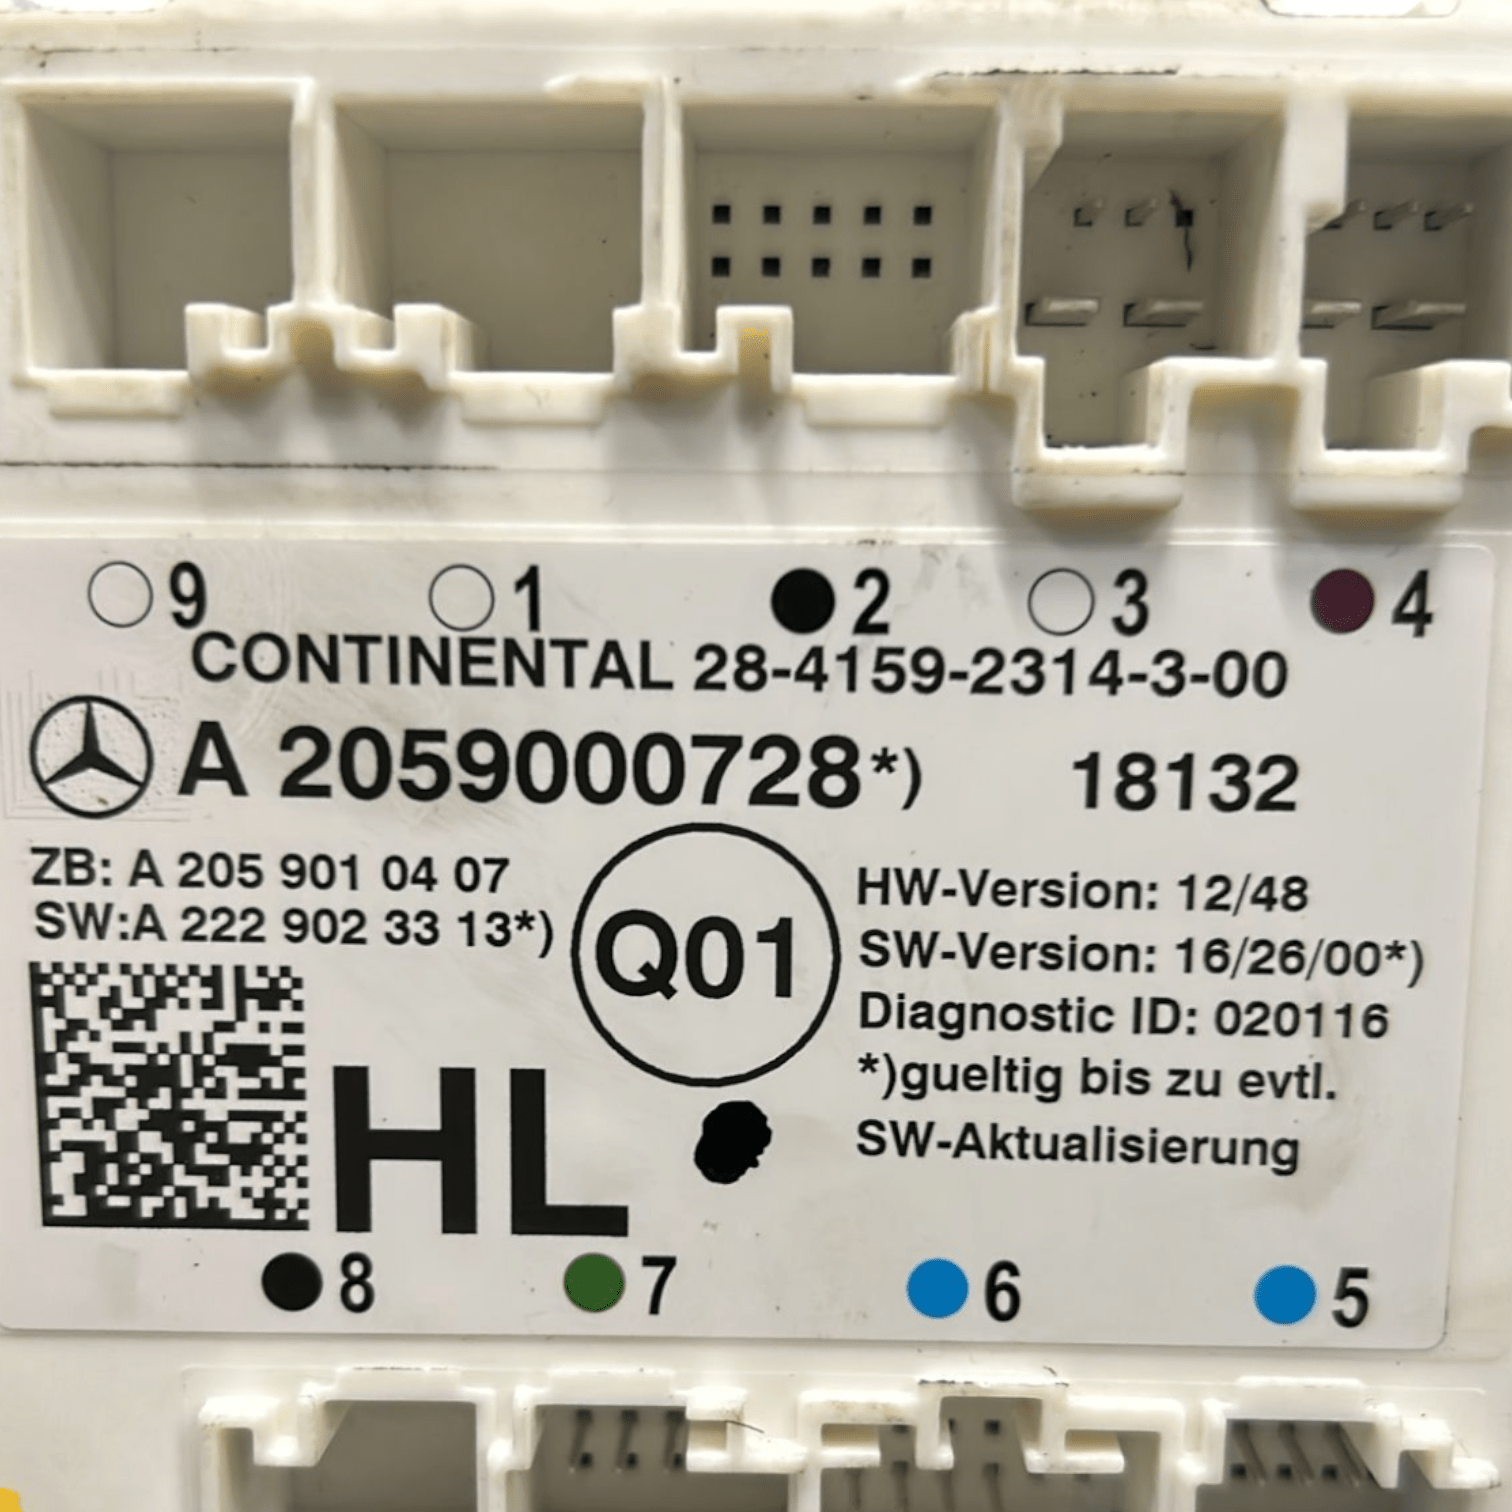 9 1 2 3 4
CONTINENTAL 28-4159-2314-3-00
A 2059000728*) 18132
ZB: A 205 901 04 07
SW:A 222 902 33 13*)
Q01
HW-Version: 12/48
SW-Version: 16/26/00*)
Diagnostic ID: 020116
*)gueltig bis zu evtl.
SW-Aktualisierung
HL
8 7 6 5